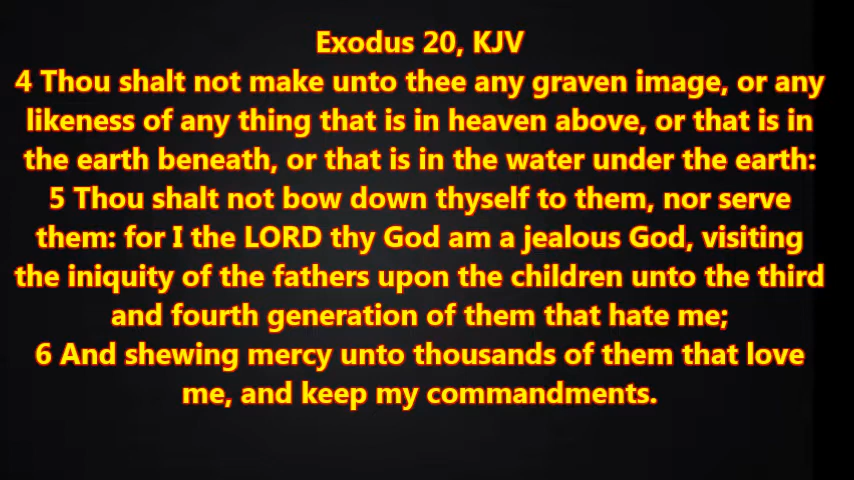 Exodus 20, KJV
4 Thou shalt not make unto thee any graven image, or any
likeness of any thing that is in heaven above, or that is in
the earth beneath, or that is in the water under the earth:
5 Thou shalt not bow down thyself to them, nor serve
them: for I the LORD thy God am a jealous God, visiting
the iniquity of the fathers upon the children unto the third
and fourth generation of them that hate me;
6 And shewing mercy unto thousands of them that love
me, and keep my commandments.